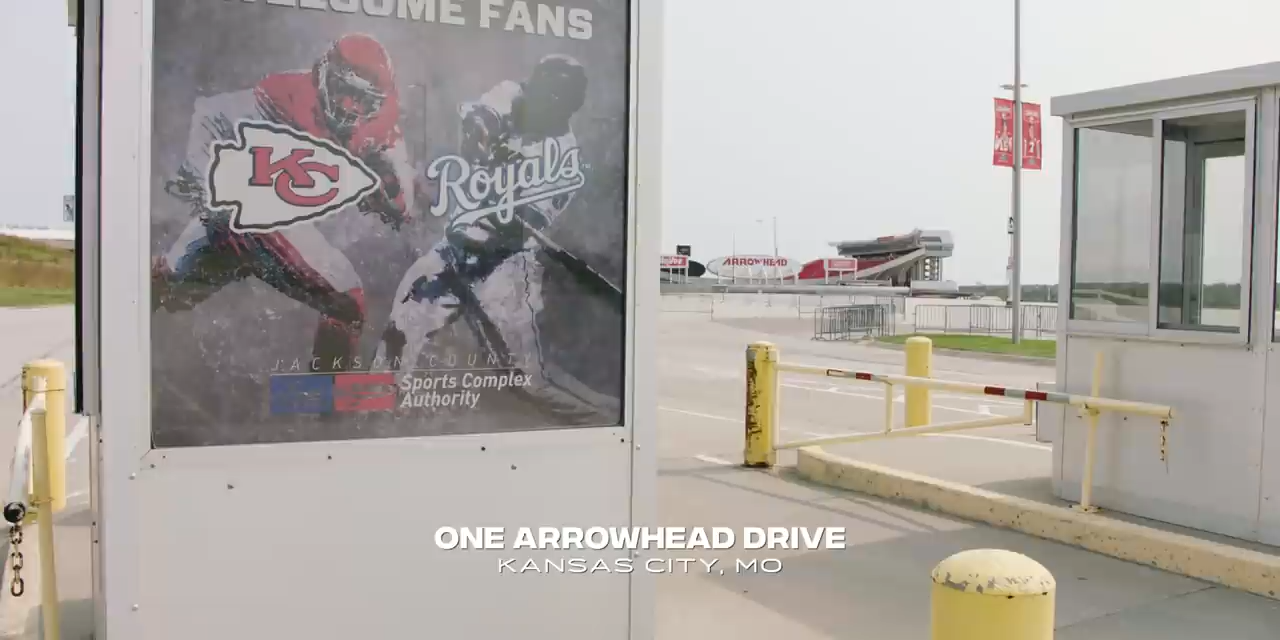 WELCOME FANS
KC
Royals
JACKSON COUNTY
Sports Complex
Authority
ARROWHEAD
ONE ARROWHEAD DRIVE
KANSAS CITY, MO